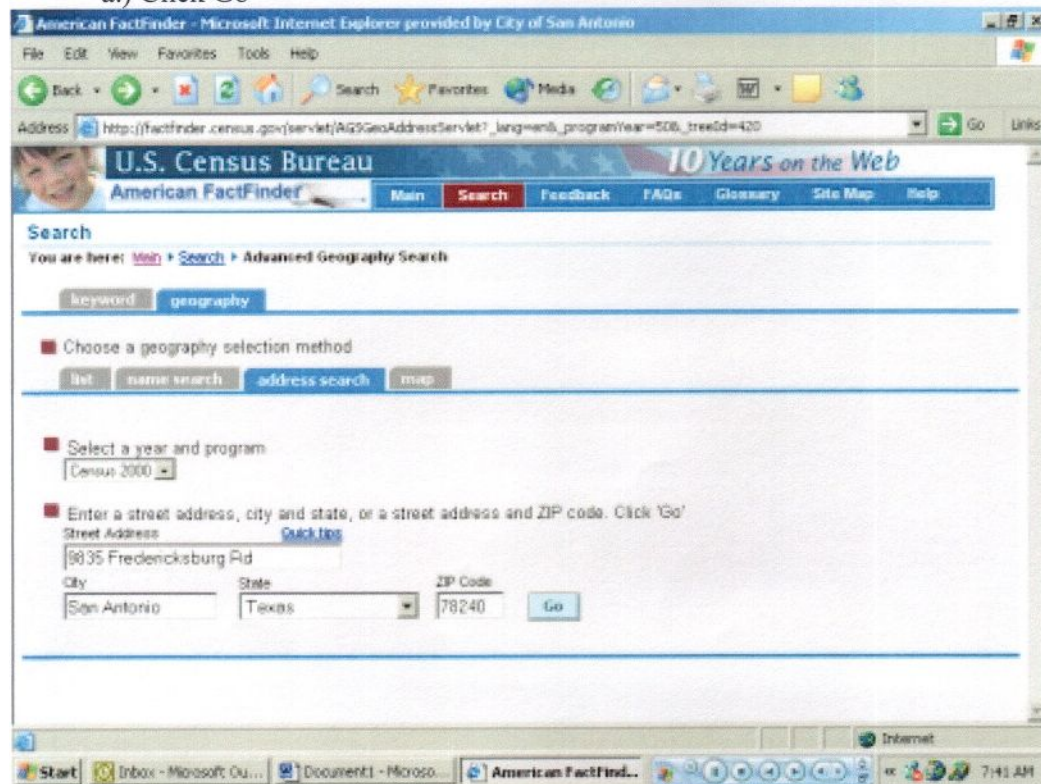 a.) Click Go
American FactFinder - Microsoft Internet Explorer provided by City of San Antonio
File Edit View Favorites Tools Help
Back Search Favorites Media
Address http://factfinder.census.gov/servlet/AGSGeoAddressServlet?_lang=en&_programYear=50&_treeId=420 Go Links
U.S. Census Bureau 10 Years on the Web
American FactFinder Main Search Feedback FAQs Glossary Site Map Help
Search
You are here: Main Search Advanced Geography Search
keyword geography
Choose a geography selection method
list name search address search map
Select a year and program
Census 2000
Enter a street address, city and state, or a street address and ZIP code. Click 'Go'
Street Address Quick tips
9835 Fredericksburg Rd
City State ZIP Code
San Antonio Texas 78240 Go
Internet
Start Inbox - Microsoft Ou... Document1 - Microso... American FactFind... 7:41 AM